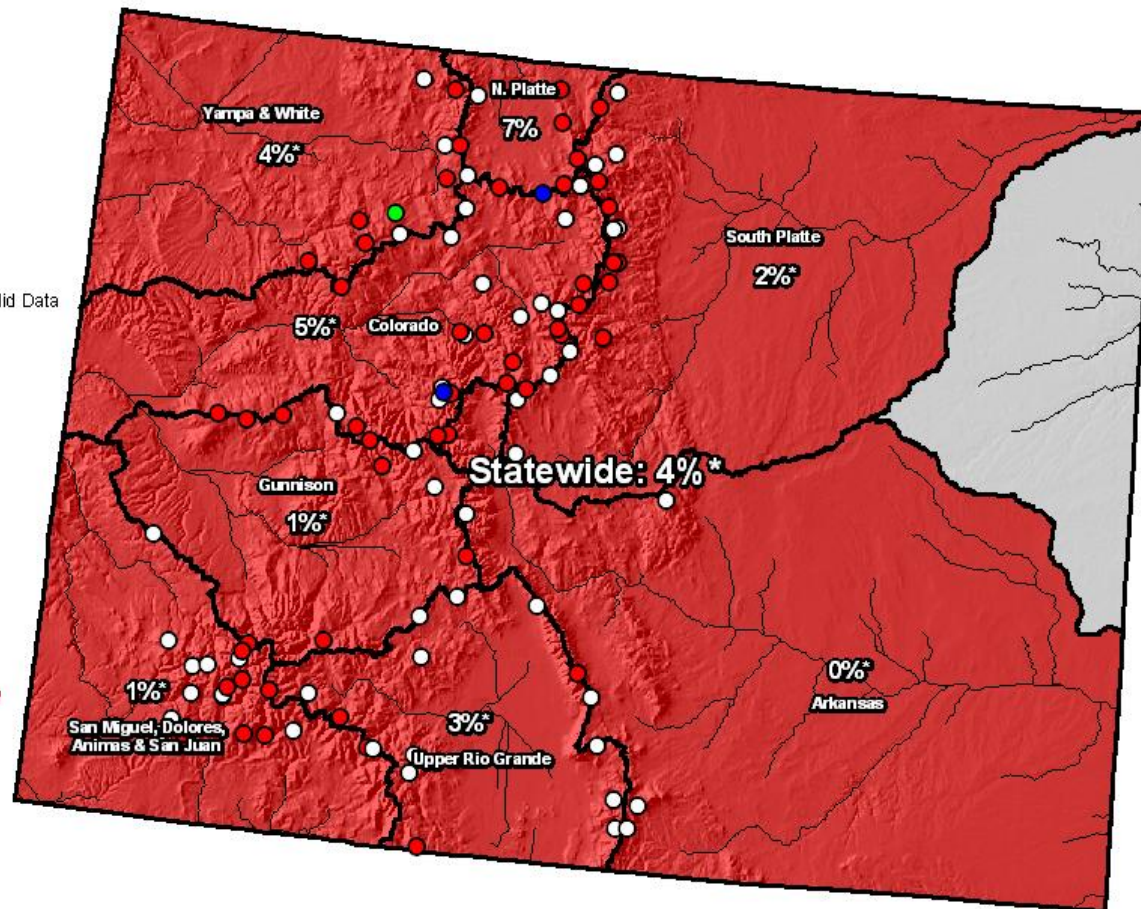 N. Platte
7%
Yampa & White
4%*
South Platte
2%*
lid Data
5%*
Colorado
Statewide: 4%*
Gunnison
1%*
0%*
Arkansas
1%*
San Miguel, Dolores,
Animas & San Juan
3%*
Upper Rio Grande